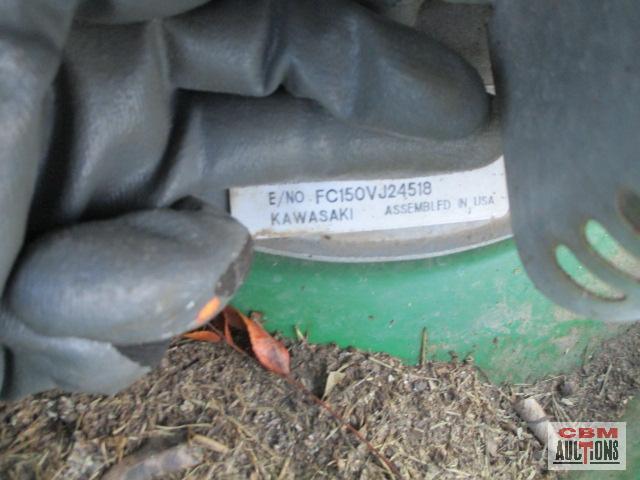 E/NO FC150VJ24518
KAWASAKI ASSEMBLED IN USA
CBM
AUCTIONS